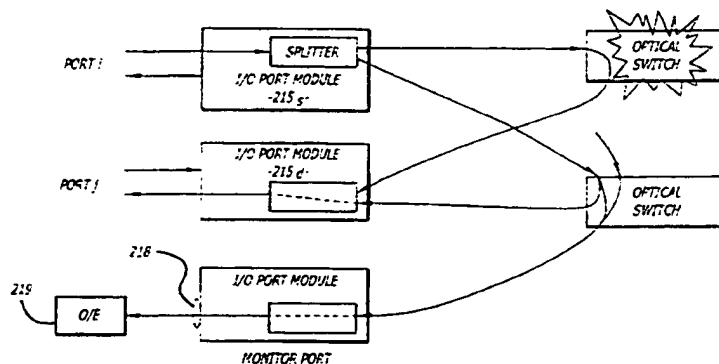 PORT i
SPLITTER
I/O PORT MODULE
-215 s-
OPTICAL
SWITCH
PORT j
I/O PORT MODULE
-215 d-
OPTICAL
SWITCH
219
O/E
218
I/O PORT MODULE
MONITOR PORT